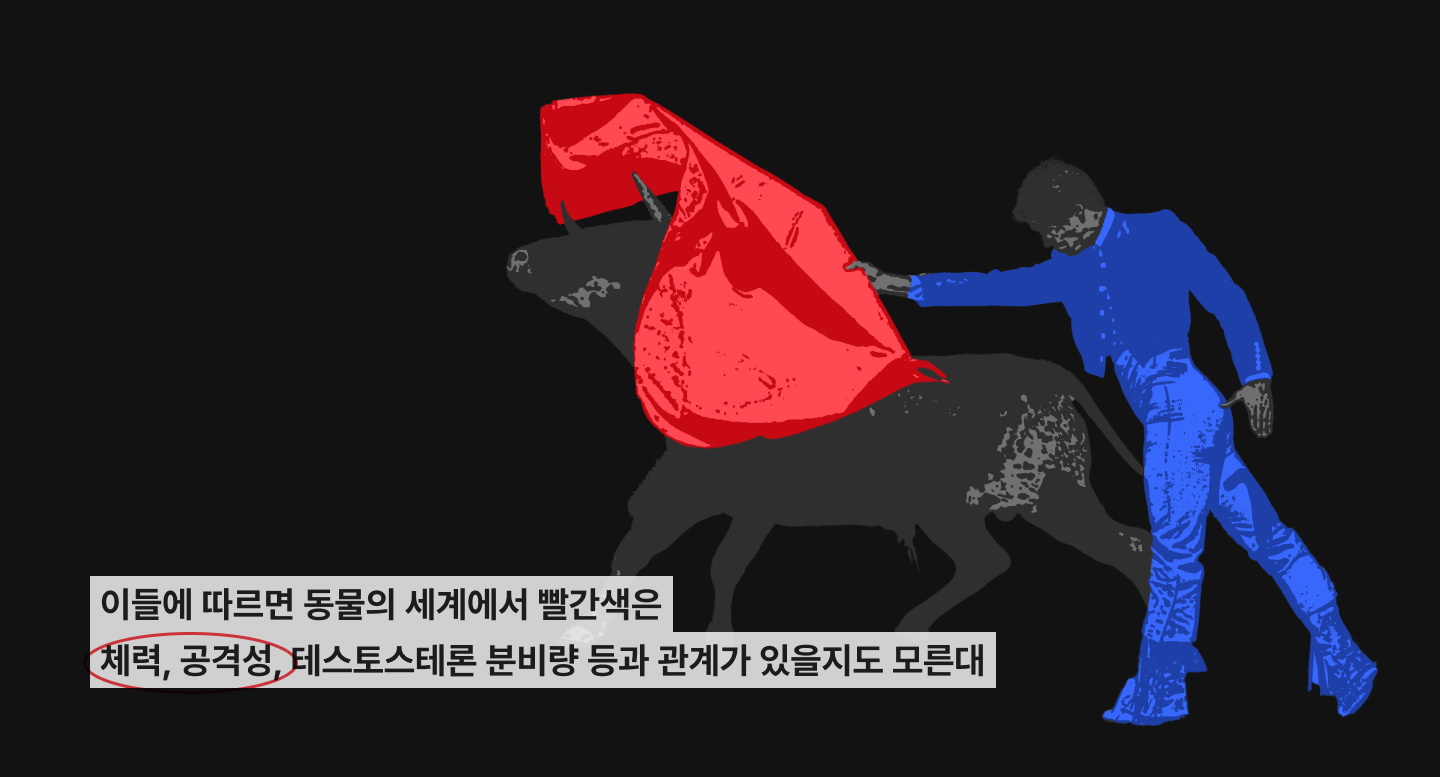 이들에 따르면 동물의 세계에서 빨간색은
체력, 공격성, 테스토스테론 분비량 등과 관계가 있을지도 모른대